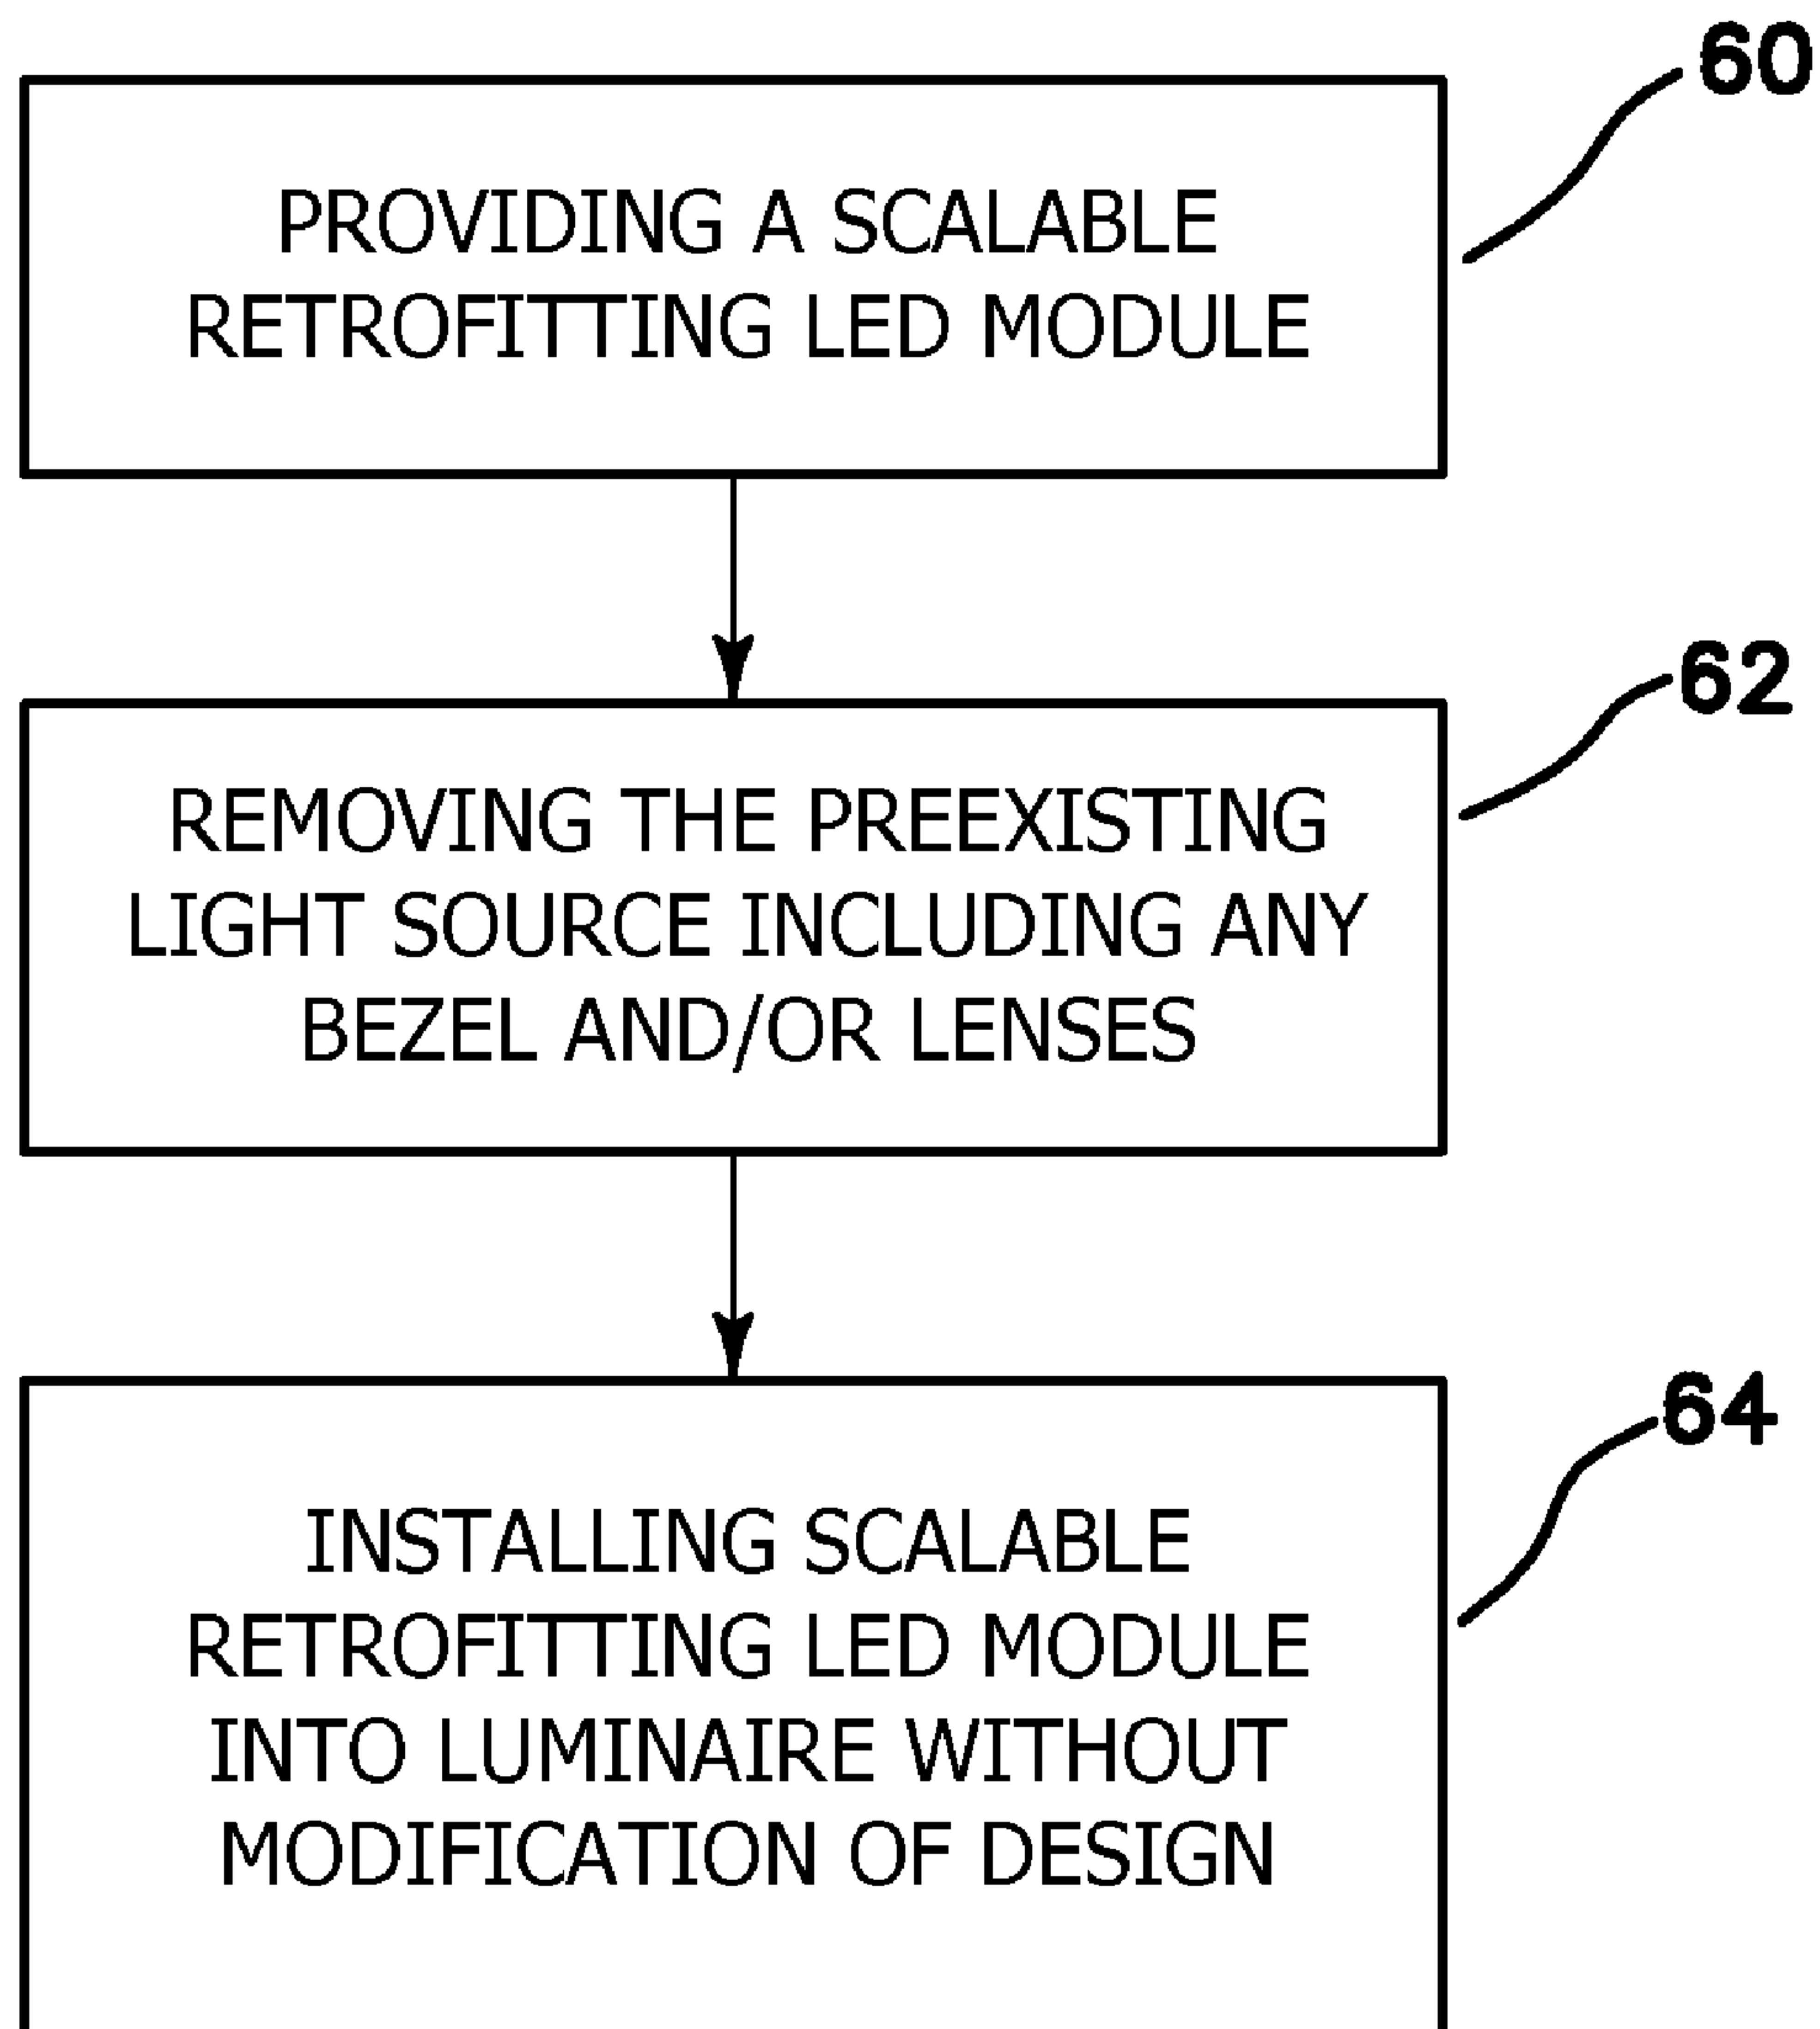 60
PROVIDING A SCALABLE
RETROFITTING LED MODULE
62
REMOVING THE PREEXISTING
LIGHT SOURCE INCLUDING ANY
BEZEL AND/OR LENSES
64
INSTALLING SCALABLE
RETROFITTING LED MODULE
INTO LUMINAIRE WITHOUT
MODIFICATION OF DESIGN